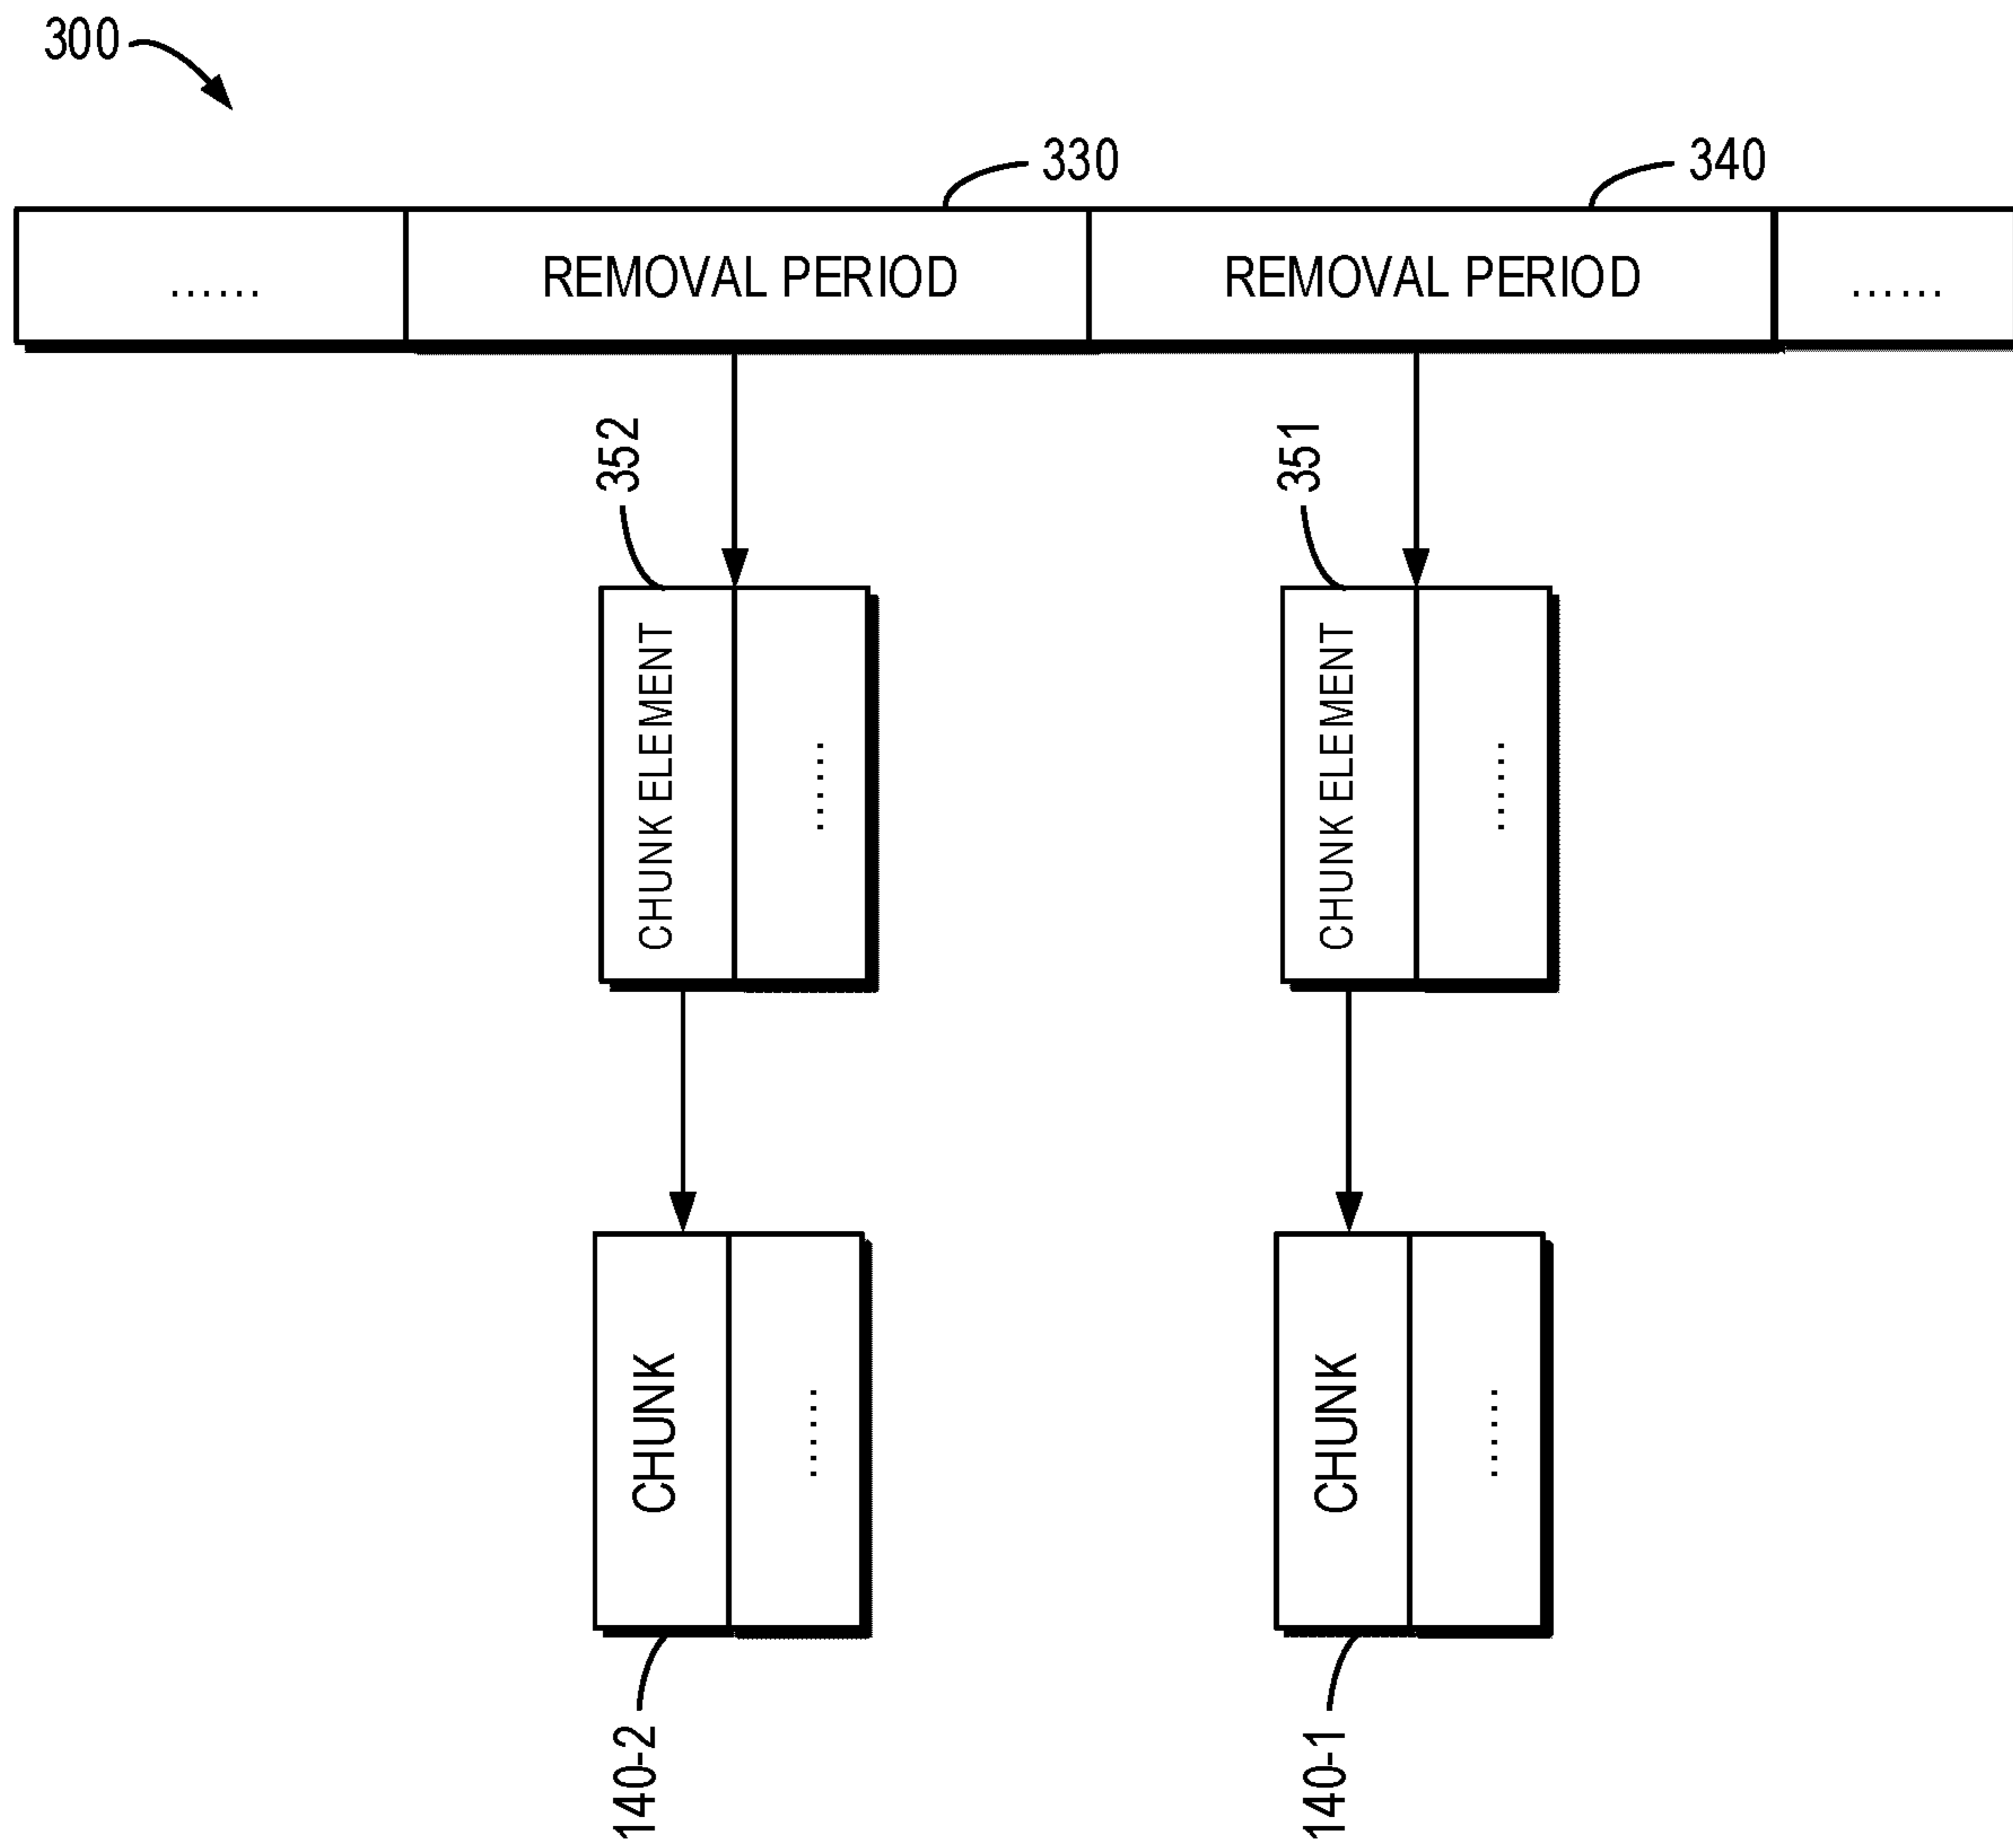 300
330
340
......
REMOVAL PERIOD
REMOVAL PERIOD
......
352
351
CHUNK ELEMENT
......
CHUNK ELEMENT
......
CHUNK
......
CHUNK
......
140-2
140-1